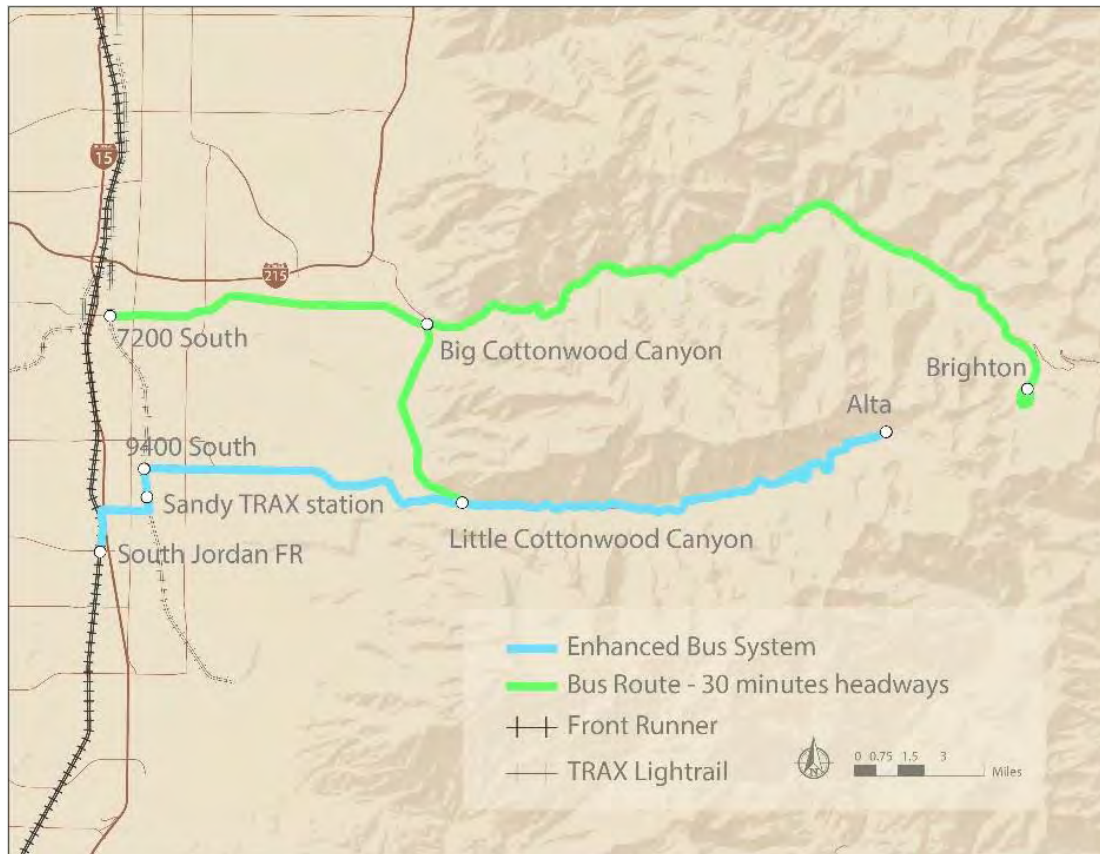 15
215
7200 South
Big Cottonwood Canyon
Brighton
Alta
9400 South
Sandy TRAX station
Little Cottonwood Canyon
South Jordan FR
Enhanced Bus System
Bus Route - 30 minutes headways
Front Runner
TRAX Lightrail
N
0 0.75 1.5 3
Miles